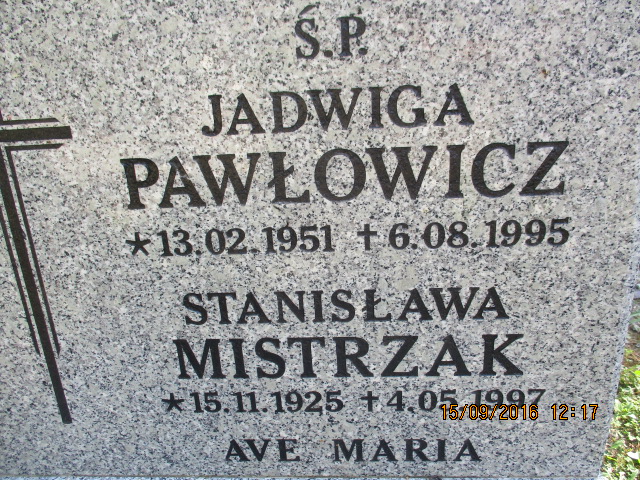 Ś.P.
JADWIGA
PAWŁOWICZ
*13.02.1951 +6.08.1995
STANISŁAWA
MISTRZAK
*15.11.1925 +4.05.1997
15/09/2016 12:17
AVE MARIA